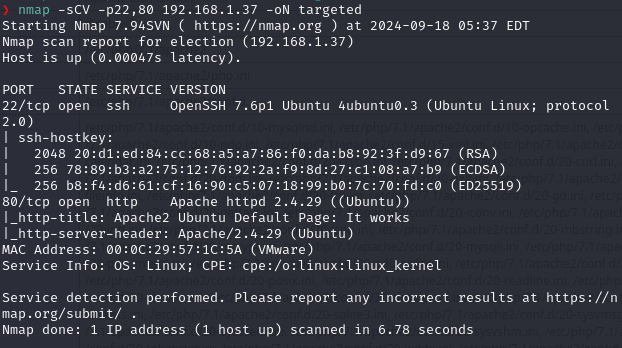 ❯ nmap -sCV -p22,80 192.168.1.37 -oN targeted
Starting Nmap 7.94SVN ( https://nmap.org ) at 2024-09-18 05:37 EDT
Nmap scan report for election (192.168.1.37)
Host is up (0.00047s latency).
PORT   STATE SERVICE VERSION
22/tcp open  ssh     OpenSSH 7.6p1 Ubuntu 4ubuntu0.3 (Ubuntu Linux; protocol
2.0)
| ssh-hostkey:
|   2048 20:d1:ed:84:cc:68:a5:a7:86:f0:da:b8:92:3f:d9:67 (RSA)
|   256 78:89:b3:a2:75:12:76:92:2a:f9:8d:27:c1:08:a7:b9 (ECDSA)
|_  256 b8:f4:d6:61:cf:16:90:c5:07:18:99:b0:7c:70:fd:c0 (ED25519)
80/tcp open  http    Apache httpd 2.4.29 ((Ubuntu))
|_http-title: Apache2 Ubuntu Default Page: It works
|_http-server-header: Apache/2.4.29 (Ubuntu)
MAC Address: 00:0C:29:57:1C:5A (VMware)
Service Info: OS: Linux; CPE: cpe:/o:linux:linux_kernel
Service detection performed. Please report any incorrect results at https://n
map.org/submit/ .
Nmap done: 1 IP address (1 host up) scanned in 6.78 seconds